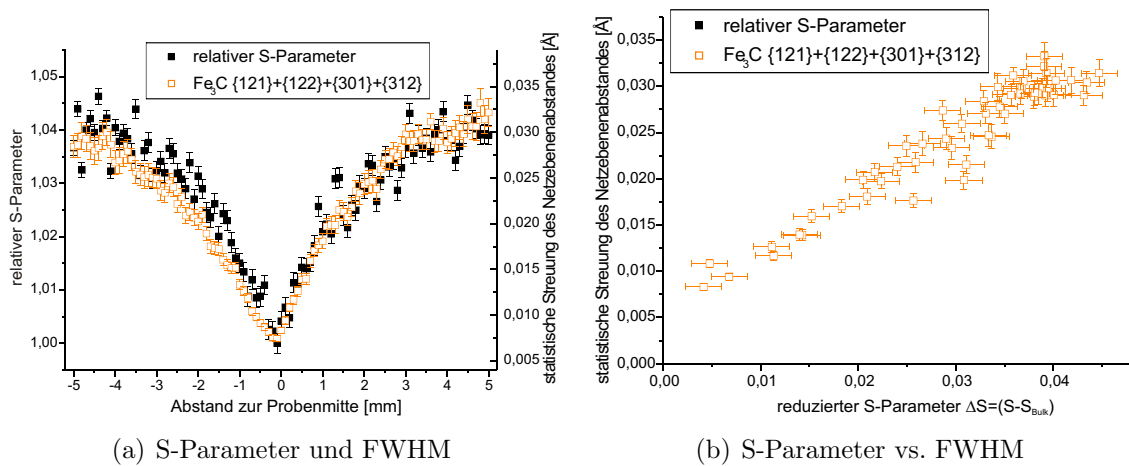 relativer S-Parameter
Fe₃C {121}+{122}+{301}+{312}
1,05
1,04
1,03
1,02
1,01
1,00
relativer S-Parameter
0,035
0,030
0,025
0,020
0,015
0,010
0,005
statistische Streuung des Netzebenenabstandes [Å]
-5 -4 -3 -2 -1 0 1 2 3 4 5
Abstand zur Probenmitte [mm]
(a) S-Parameter und FWHM
relativer S-Parameter
Fe₃C {121}+{122}+{301}+{312}
0,035
0,030
0,025
0,020
0,015
0,010
0,005
0,000
statistische Streuung des Netzebenenabstandes [Å]
0,00 0,01 0,02 0,03 0,04
reduzierter S-Parameter ΔS=(S-S_Bulk)
(b) S-Parameter vs. FWHM